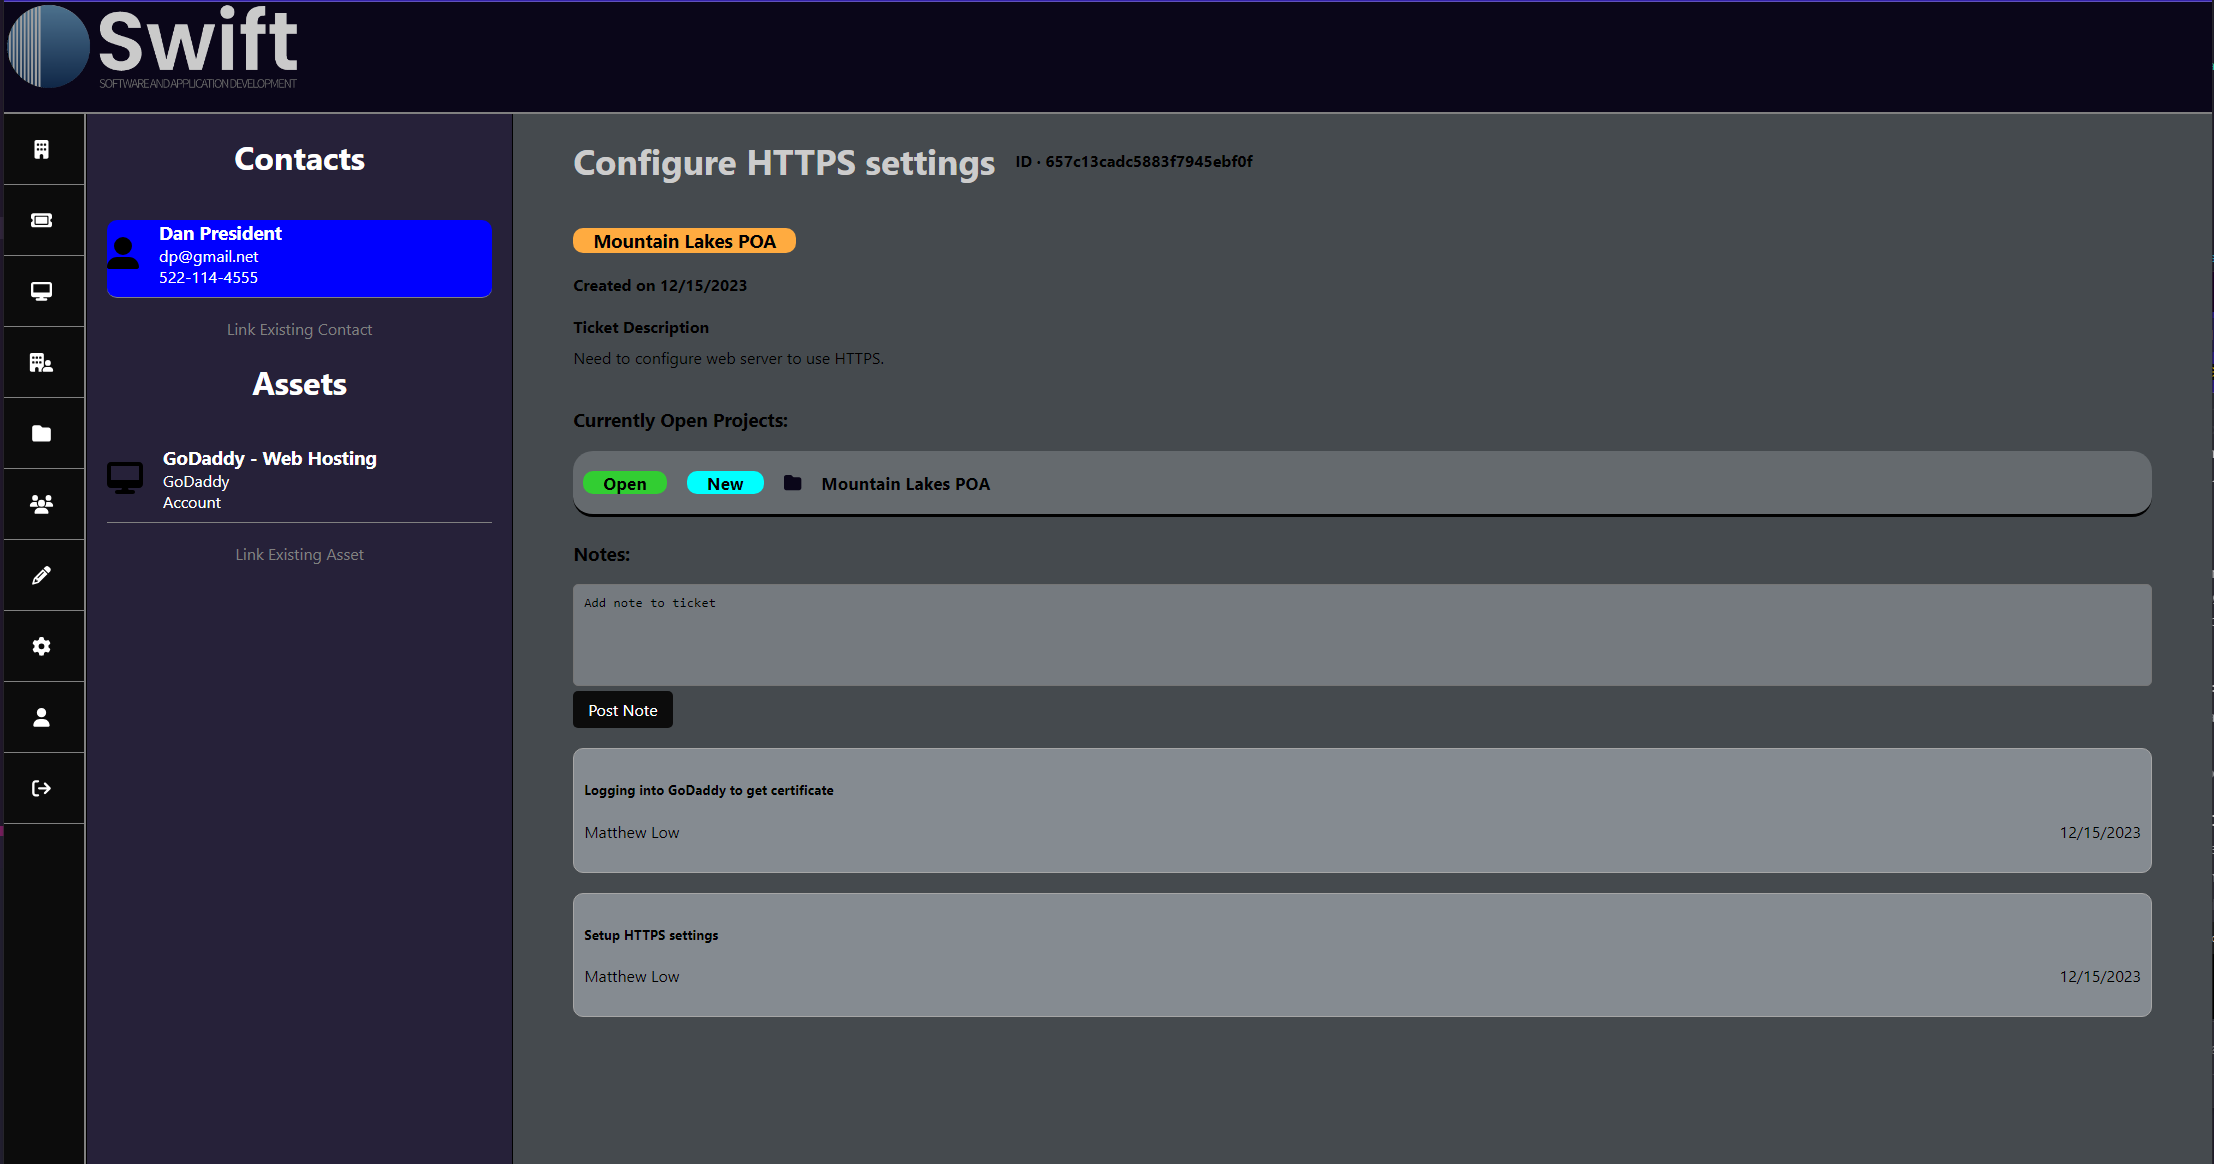 Swift
SOFTWARE AND APPLICATION DEVELOPMENT
Contacts
Dan President
dp@gmail.net
522-114-4555
Link Existing Contact
Assets
GoDaddy - Web Hosting
GoDaddy
Account
Link Existing Asset
Configure HTTPS settings ID · 657c13cadc5883f7945ebf0f
Mountain Lakes POA
Created on 12/15/2023
Ticket Description
Need to configure web server to use HTTPS.
Currently Open Projects:
Open New Mountain Lakes POA
Notes:
Add note to ticket
Post Note
Logging into GoDaddy to get certificate
Matthew Low 12/15/2023
Setup HTTPS settings
Matthew Low 12/15/2023